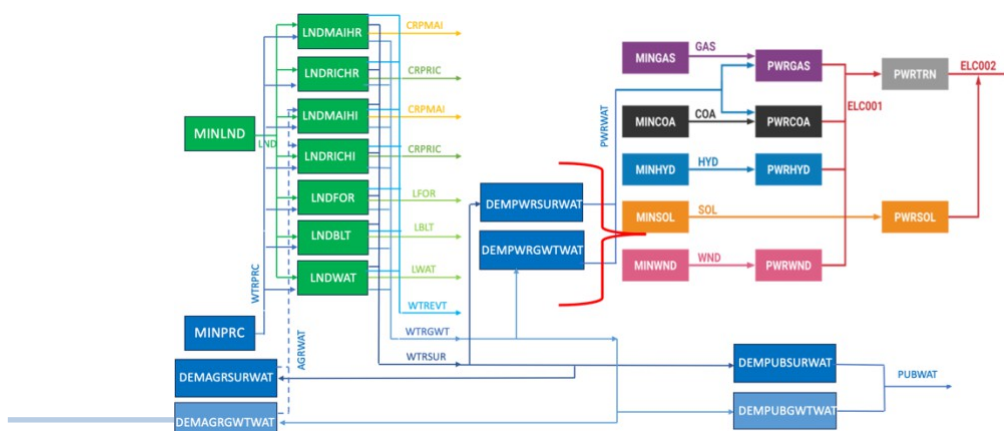 LNDMAIHR
CRPMAI
LNDRICHR
CRPRIC
LNDMAIHI
CRPMAI
MINLND
LND
LNDRICHI
CRPRIC
LNDFOR
LFOR
LNDBLT
LBLT
LNDWAT
LWAT
WTRPRC
MINPRC
AGRWAT
WTREVT
WTRGWT
WTRSUR
DEMAGRSURWAT
DEMAGRGWTWAT
DEMPWRSURWAT
DEMPWRGWTWAT
PWRWAT
MINGAS
GAS
PWRGAS
PWRTRN
ELC002
ELC001
MINCOA
COA
PWRCOA
MINHYD
HYD
PWRHYD
MINSOL
SOL
PWRSOL
MINWND
WND
PWRWND
DEMPUBSURWAT
PUBWAT
DEMPUBGWTWAT